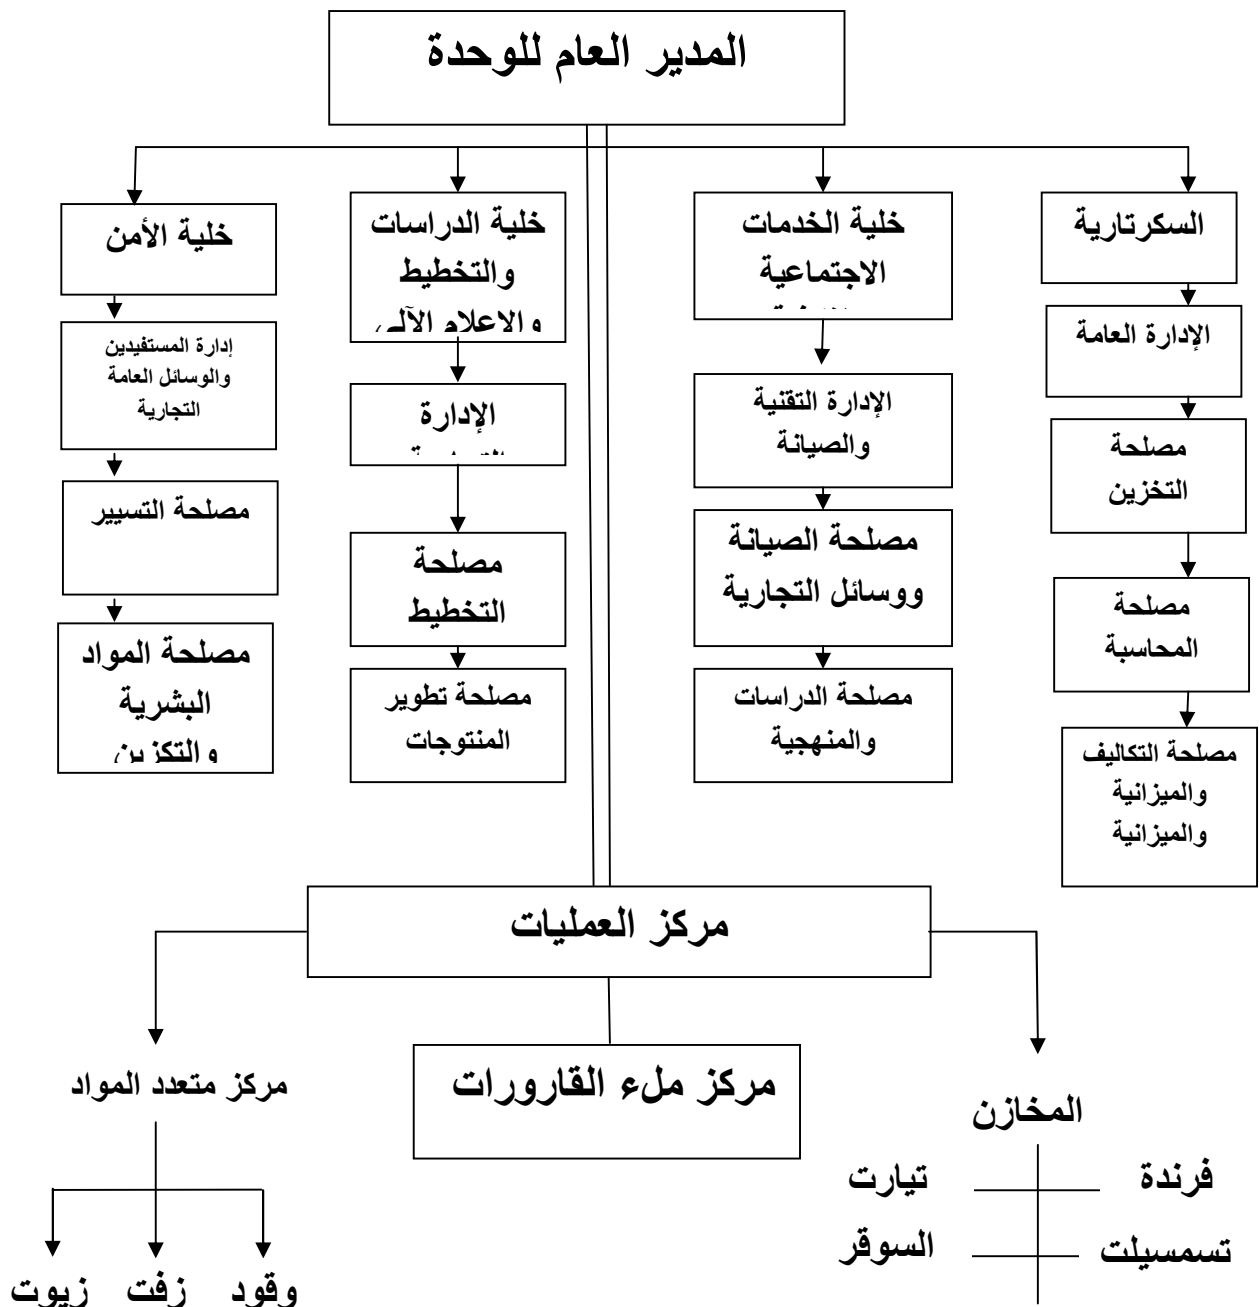 المدير العام للوحدة
السكرتارية
خلية الخدمات
الاجتماعية
خلية الدراسات
والتخطيط
والاعلام الآلي
خلية الأمن
الإدارة العامة
الإدارة التقنية
والصيانة
الإدارة
إدارة المستفيدين
والوسائل العامة
التجارية
مصلحة
التخزين
مصلحة الصيانة
ووسائل التجارية
مصلحة
التخطيط
مصلحة التسيير
مصلحة
المحاسبة
مصلحة الدراسات
والمنهجية
مصلحة تطوير
المنتوجات
مصلحة المواد
البشرية
والتكزين
مصلحة التكاليف
والميزانية
والميزانية
مركز العمليات
المخازن
مركز ملء القارورات
مركز متعدد المواد
فرندة
تيارت
تسمسيلت
السوقر
وقود
زفت
زيوت